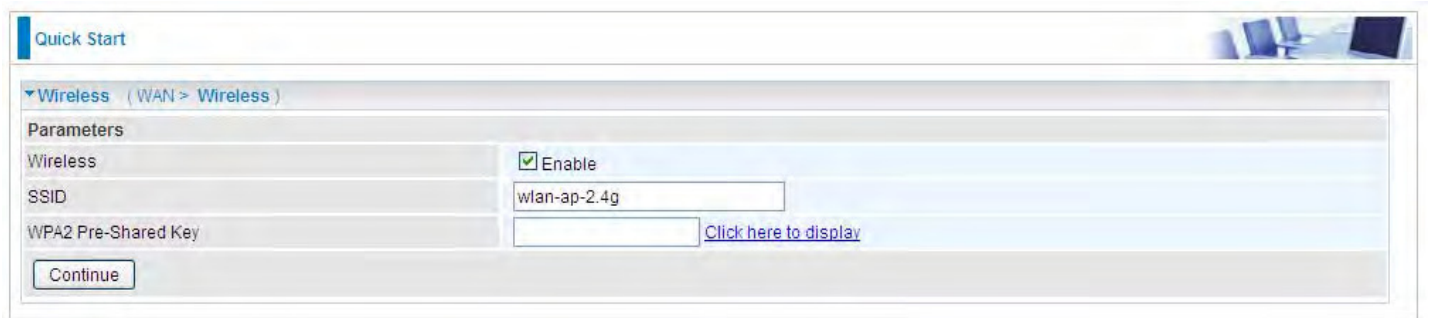 Quick Start
Wireless ( WAN > Wireless )
Parameters
Wireless Enable
SSID wlan-ap-2.4g
WPA2 Pre-Shared Key Click here to display
Continue